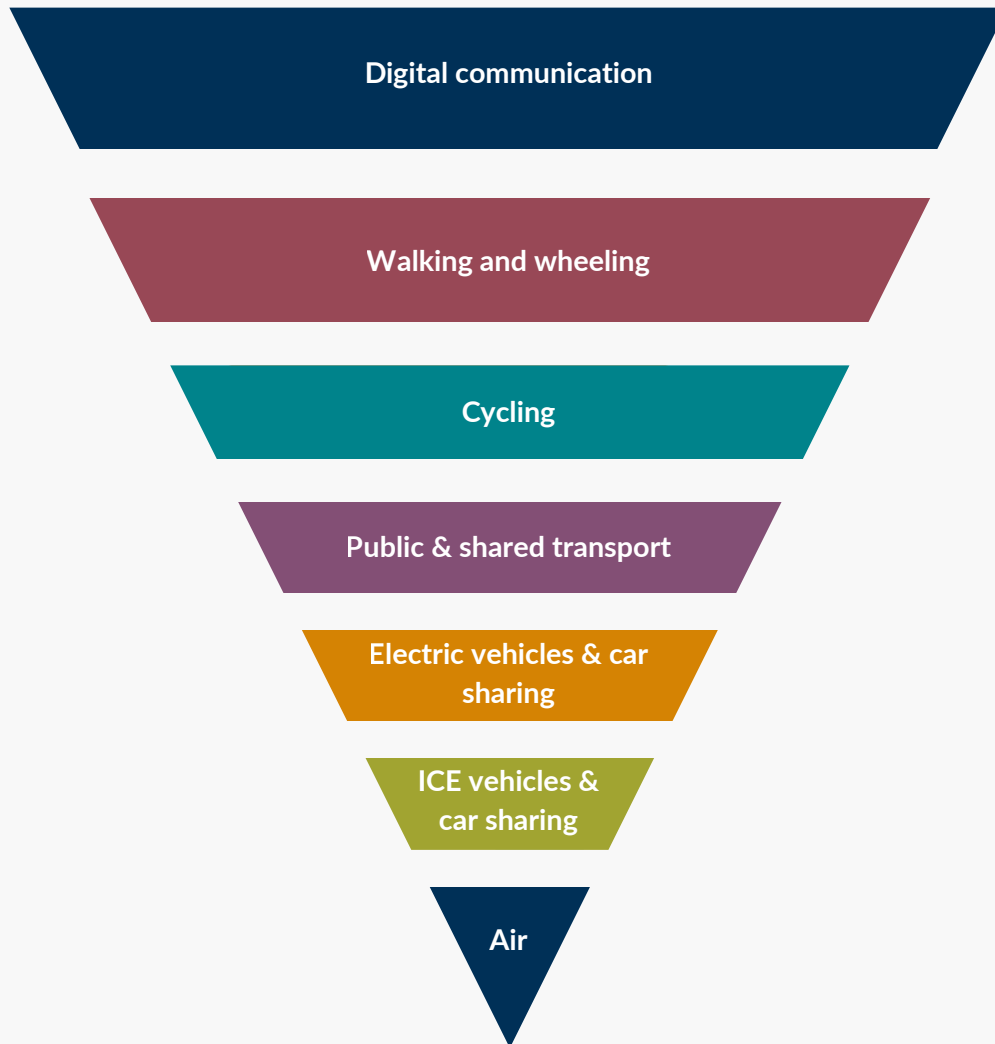 Digital communication
Walking and wheeling
Cycling
Public & shared transport
Electric vehicles & car
sharing
ICE vehicles &
car sharing
Air